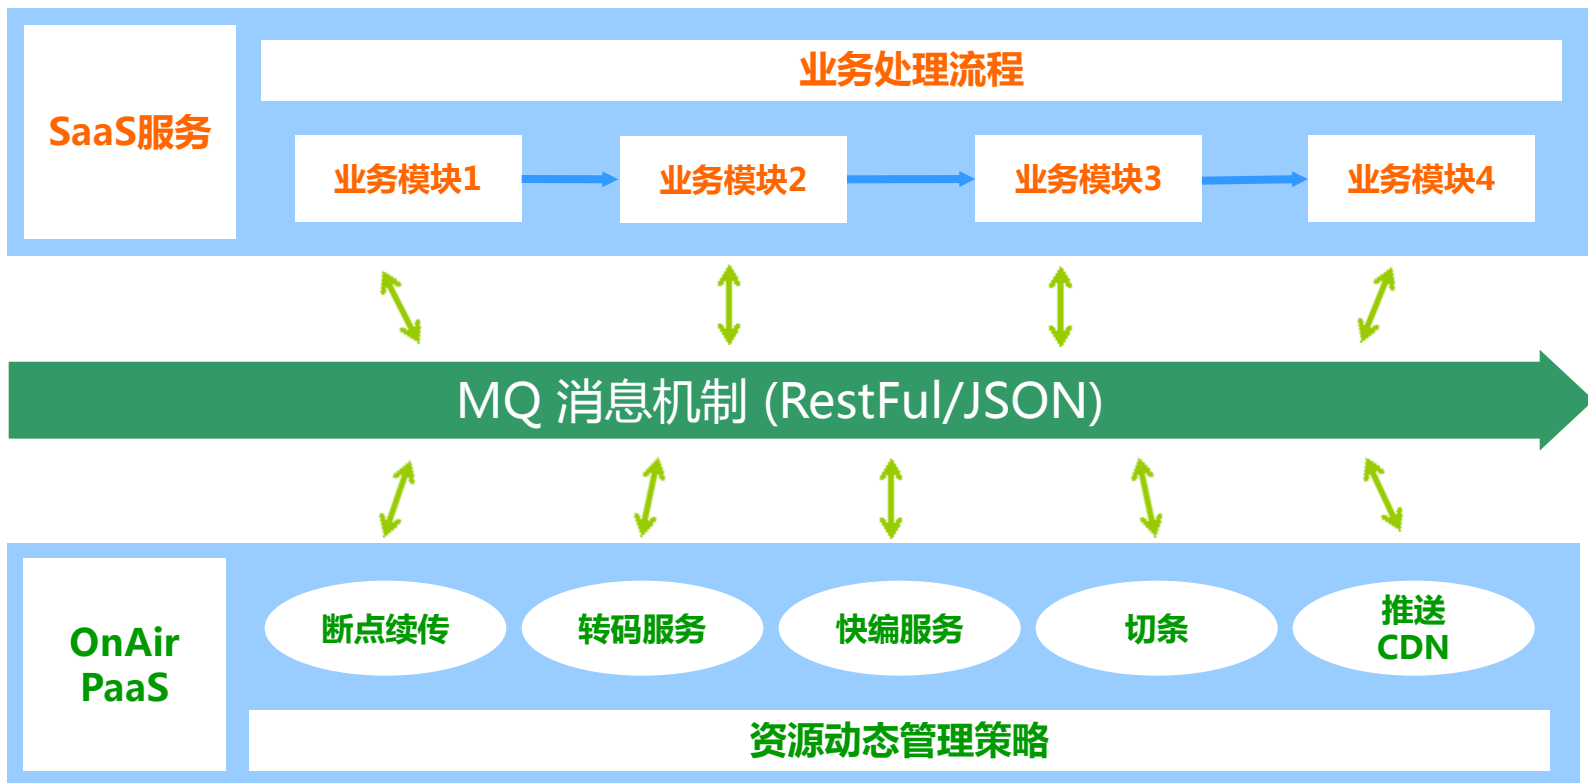 业务处理流程
SaaS服务
业务模块1
业务模块2
业务模块3
业务模块4
MQ 消息机制 (RestFul/JSON)
OnAir
PaaS
断点续传
转码服务
快编服务
切条
推送
CDN
资源动态管理策略